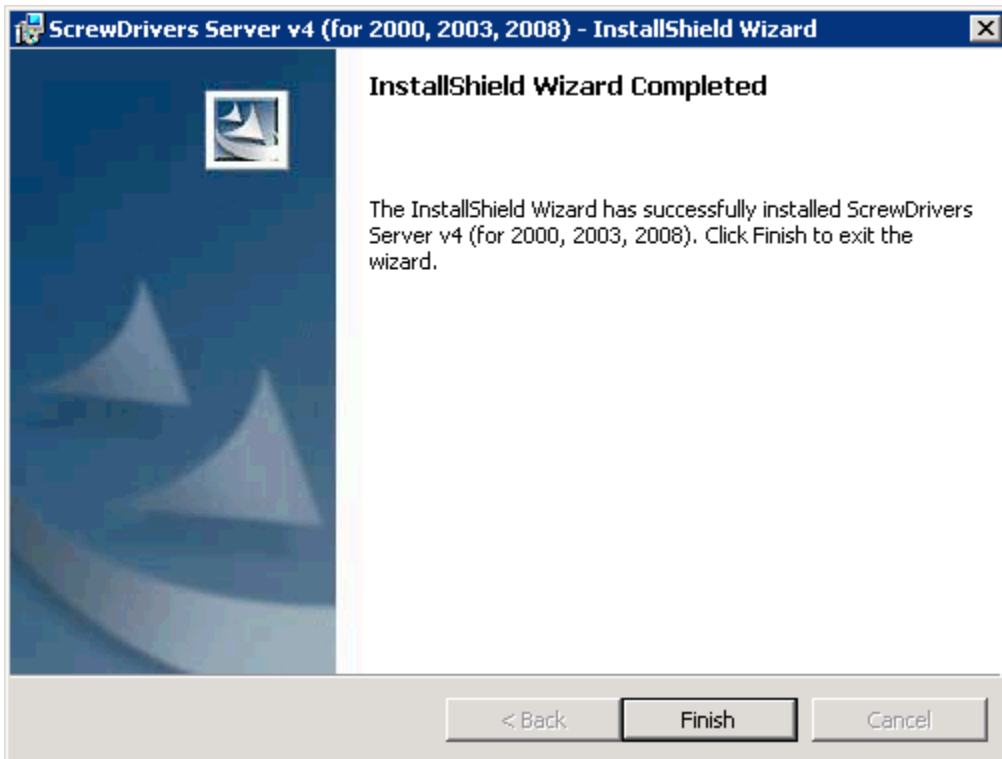 ScrewDrivers Server v4 (for 2000, 2003, 2008) - InstallShield Wizard
InstallShield Wizard Completed
The InstallShield Wizard has successfully installed ScrewDrivers
Server v4 (for 2000, 2003, 2008). Click Finish to exit the
wizard.
< Back
Finish
Cancel